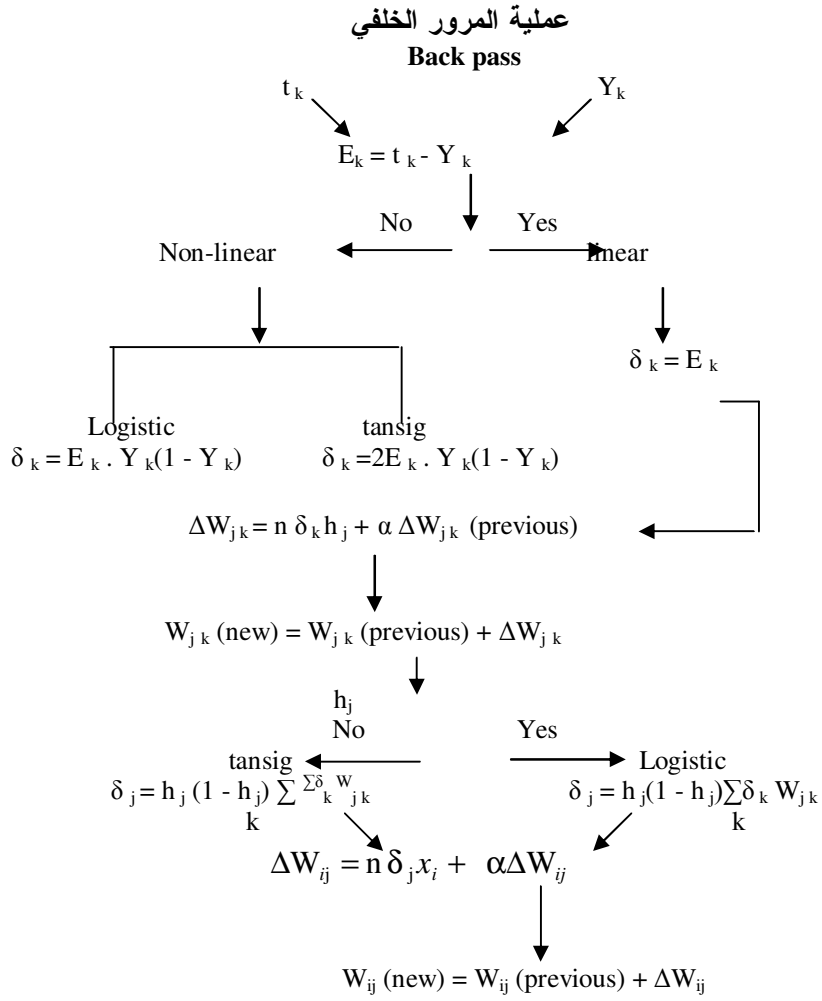 عملية المرور الخلفي
Back pass
t k Y k
E k = t k - Y k
No Yes
Non-linear linear
δ k = E k
Logistic tansig
δ k = E k . Y k(1 - Y k) δ k =2E k . Y k(1 - Y k)
ΔW j k = n δ k h j + α ΔW j k (previous)
W j k (new) = W j k (previous) + ΔW j k
h j
No Yes
tansig Logistic
δ j = h j (1 - h j) ∑ ∑δ k W j k δ j = h j(1 - h j)∑δ k W j k
k k
ΔW ij = n δ j x i + αΔW ij
W ij (new) = W ij (previous) + ΔW ij